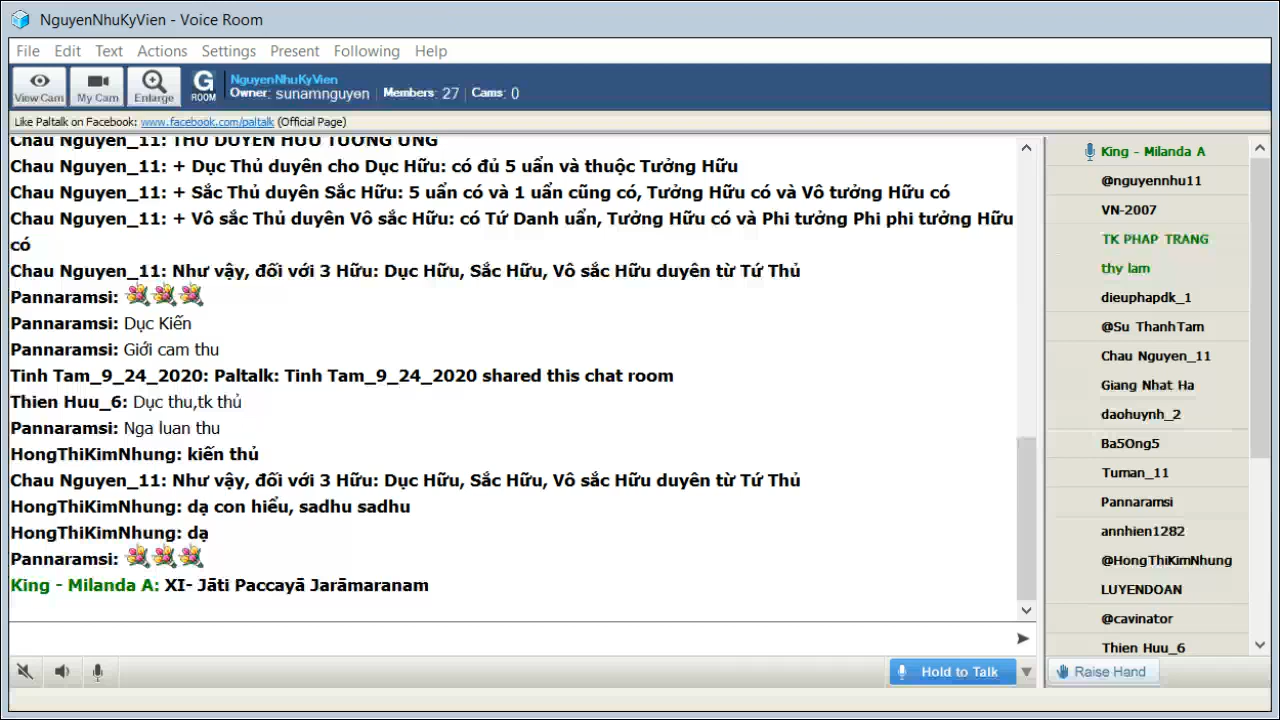 NguyenNhuKyVien - Voice Room
File Edit Text Actions Settings Present Following Help
View Cam My Cam Enlarge G ROOM
NguyenNhuKyVien
Owner: sunamnguyen Members: 27 Cams: 0
Like Paltalk on Facebook: www.facebook.com/paltalk (Official Page)
Chau Nguyen_11: THỦ DUYÊN HỮU TƯƠNG ƯNG
Chau Nguyen_11: + Dục Thủ duyên cho Dục Hữu: có đủ 5 uẩn và thuộc Tưởng Hữu
Chau Nguyen_11: + Sắc Thủ duyên Sắc Hữu: 5 uẩn có và 1 uẩn cũng có, Tưởng Hữu có và Vô tưởng Hữu có
Chau Nguyen_11: + Vô sắc Thủ duyên Vô sắc Hữu: có Tứ Danh uẩn, Tưởng Hữu có và Phi tưởng Phi phi tưởng Hữu
có
Chau Nguyen_11: Như vậy, đối với 3 Hữu: Dục Hữu, Sắc Hữu, Vô sắc Hữu duyên từ Tứ Thủ
Pannaramsi:
Pannaramsi: Dục Kiến
Pannaramsi: Giới cam thu
Tinh Tam_9_24_2020: Paltalk: Tinh Tam_9_24_2020 shared this chat room
Thien Huu_6: Dục thu,tk thủ
Pannaramsi: Nga luan thu
HongThiKimNhung: kiến thủ
Chau Nguyen_11: Như vậy, đối với 3 Hữu: Dục Hữu, Sắc Hữu, Vô sắc Hữu duyên từ Tứ Thủ
HongThiKimNhung: dạ con hiểu, sadhu sadhu
HongThiKimNhung: dạ
Pannaramsi:
King - Milanda A: XI- Jāti Paccayā Jarāmaranam
Hold to Talk
King - Milanda A
@nguyennhu11
VN-2007
TK PHAP TRANG
thy lam
dieuphapdk_1
@Su ThanhTam
Chau Nguyen_11
Giang Nhat Ha
daohuynh_2
Ba5Ong5
Tuman_11
Pannaramsi
annhien1282
@HongThiKimNhung
LUYENDOAN
@cavinator
Thien Huu_6
Raise Hand